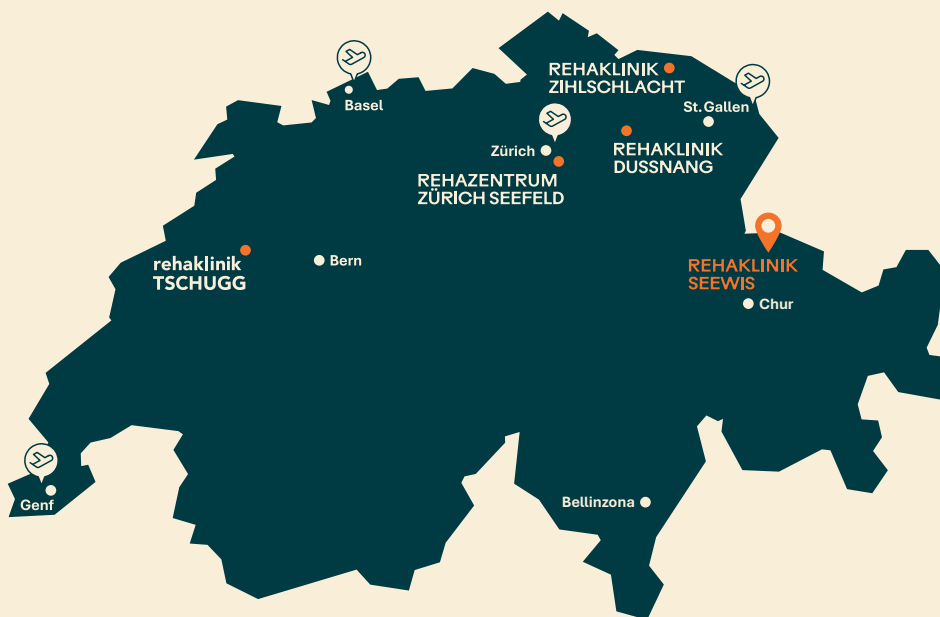 REHAKLINIK
ZIHLSCHLACHT
Basel
St.Gallen
Zürich
REHAKLINIK
DUSSNANG
REHAZENTRUM
ZÜRICH SEEFELD
rehaklinik
TSCHUGG
Bern
REHAKLINIK
SEEWIS
Chur
Genf
Bellinzona